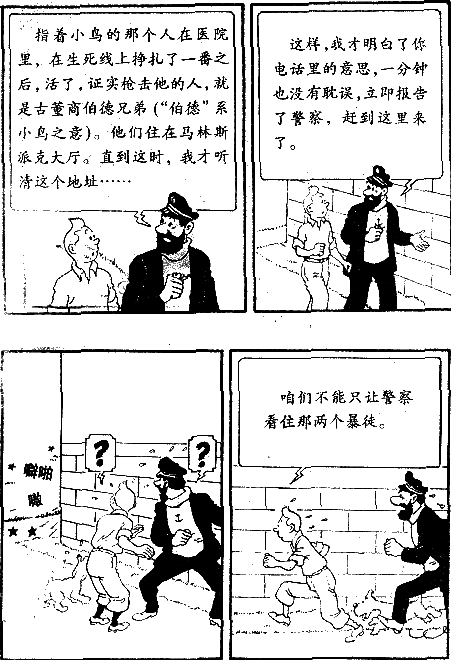 指着小鸟的那个人在医院
里，在生死线上挣扎了一番之
后，活了，证实枪击他的人，就
是古董商伯德兄弟（“伯德”系
小鸟之意）。他们住在马林斯
派克大厅。直到这时，我才听
清这个地址……
这样，我才明白了你
电话里的意思，一分钟
也没有耽误，立即报告
了警察，赶到这里来
了。
噼啪
啪
?
?
咱们不能只让警察
看住那两个暴徒。